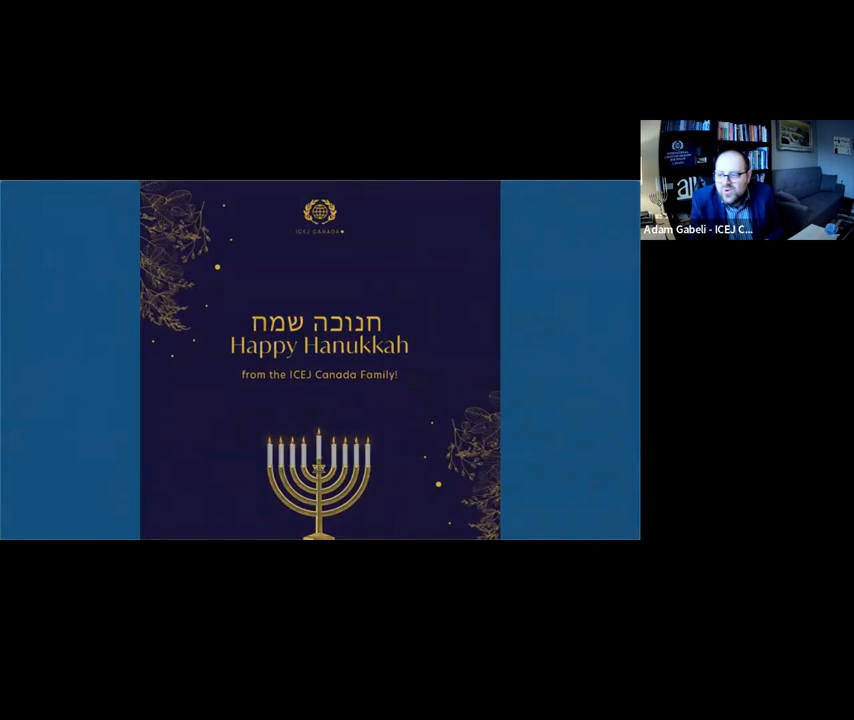 ICEJ CANADA
חנוכה שמח
Happy Hanukkah
from the ICEJ Canada Family!
Adam Gabeli - ICEJ C...